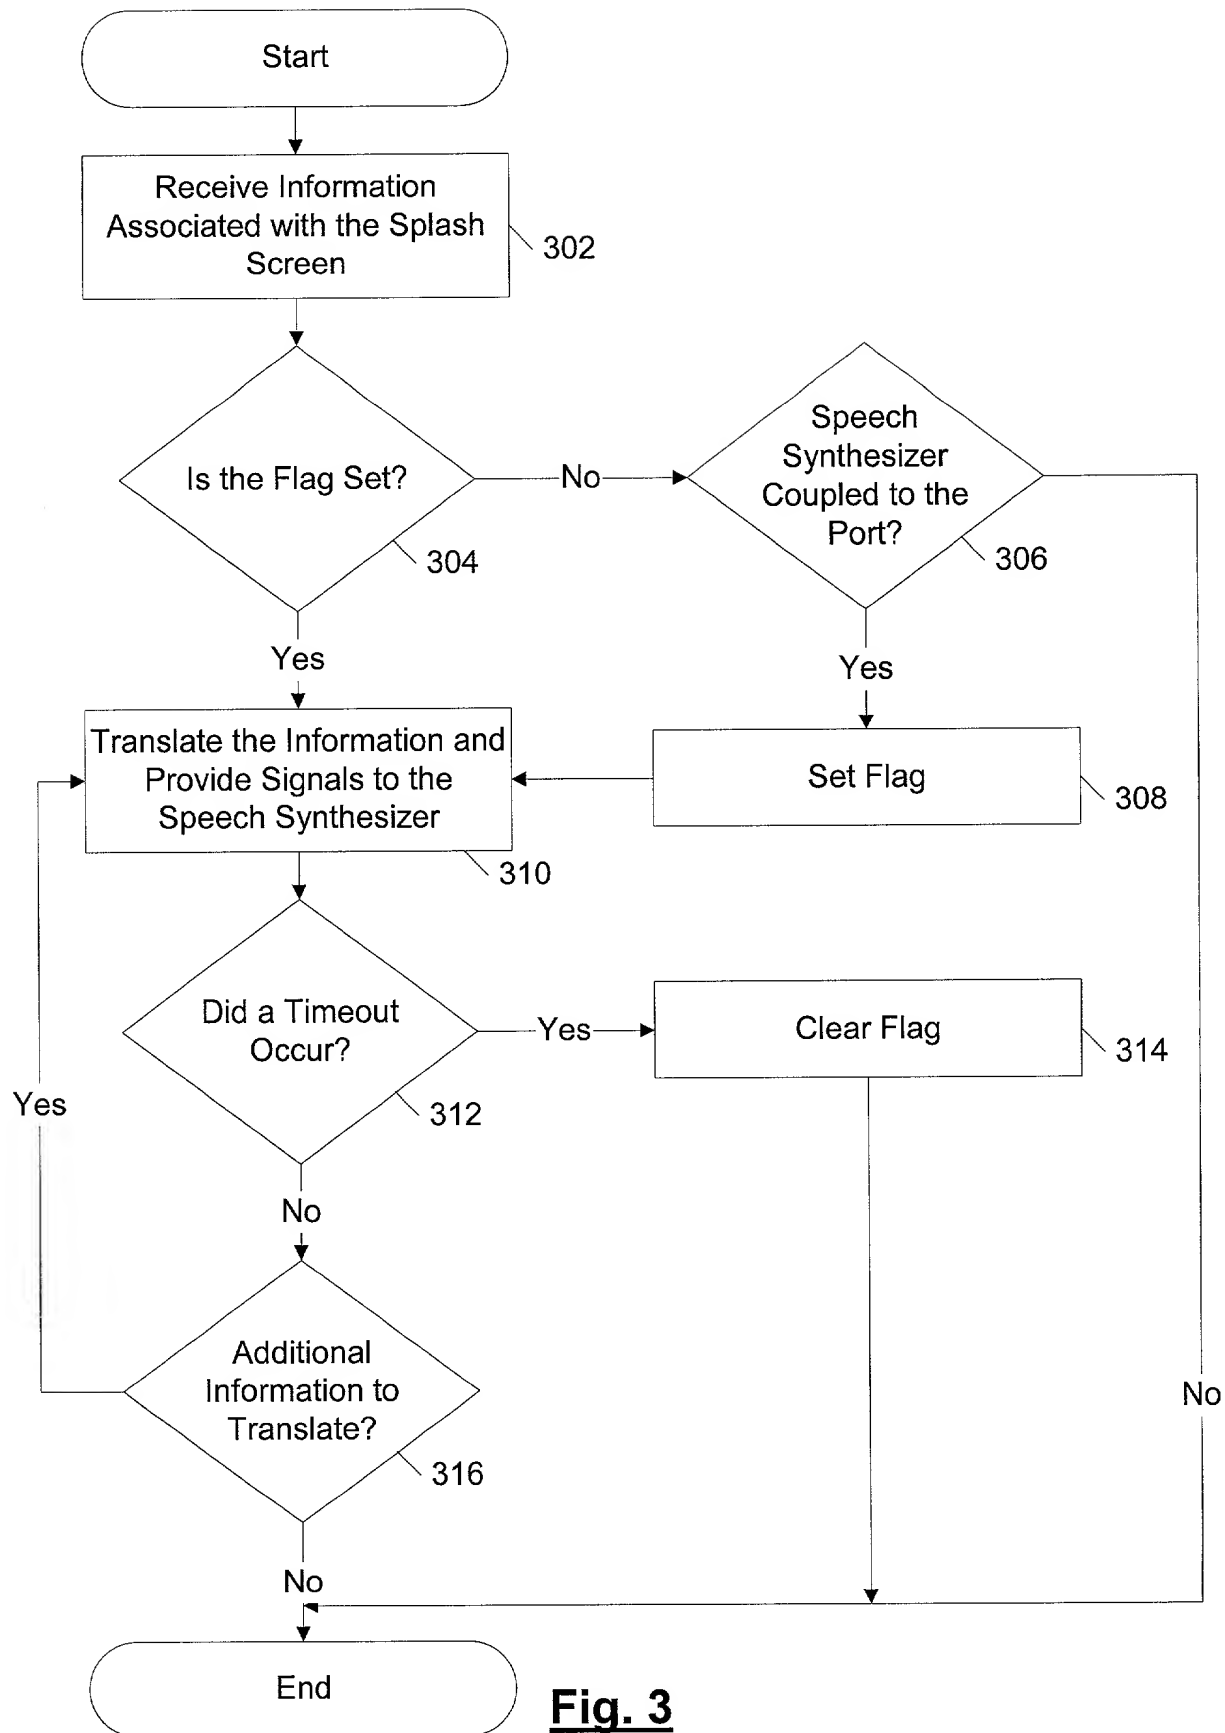 Start
Receive Information
Associated with the Splash
Screen
302
Is the Flag Set?
304
No
Speech
Synthesizer
Coupled to the
Port?
306
Yes
Yes
Translate the Information and
Provide Signals to the
Speech Synthesizer
310
Set Flag
308
Did a Timeout
Occur?
312
Yes
Clear Flag
314
Yes
No
Additional
Information to
Translate?
316
No
No
End
Fig. 3